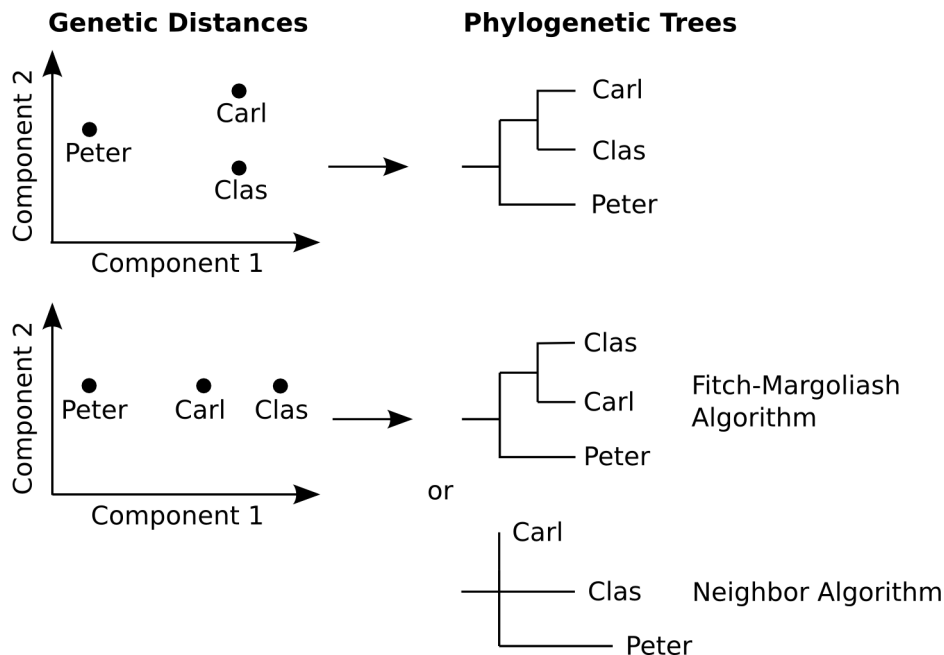 Genetic Distances
Phylogenetic Trees
Component 2
Peter
Carl
Clas
Component 1
Carl
Clas
Peter
Component 2
Peter
Carl
Clas
Component 1
Clas
Carl
Peter
Fitch-Margoliash
Algorithm
or
Carl
Clas
Peter
Neighbor Algorithm